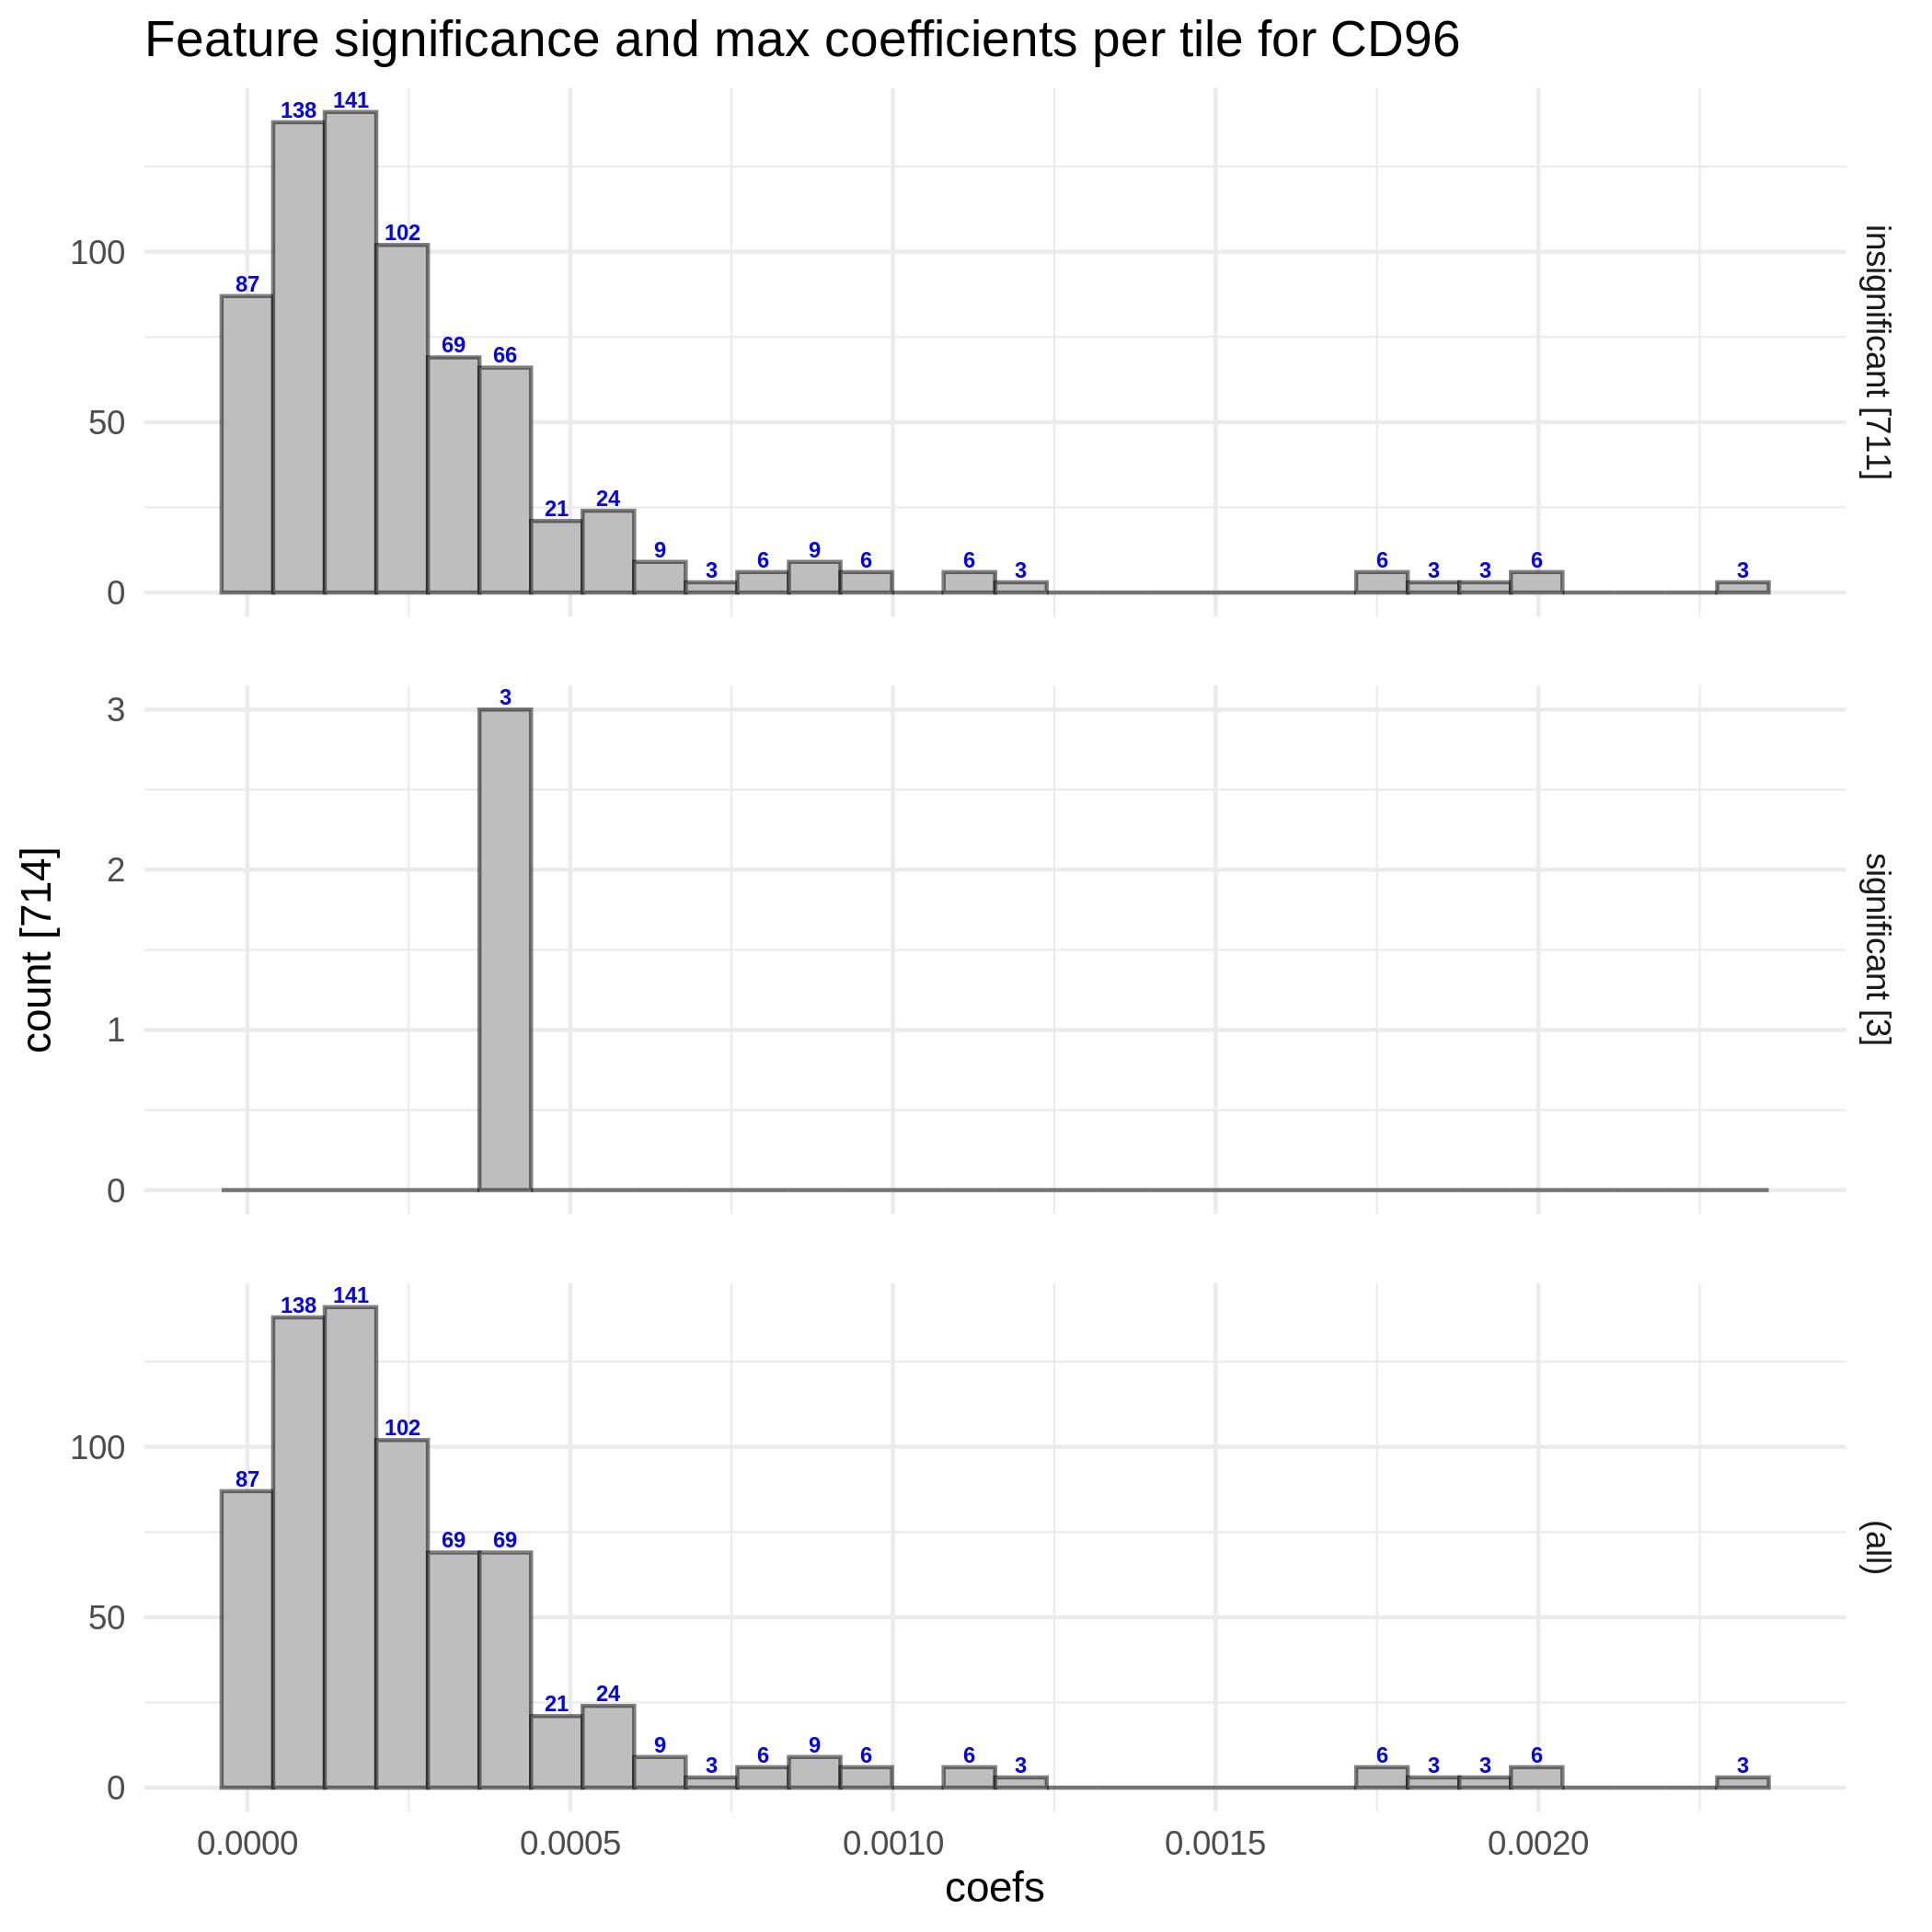 Feature significance and max coefficients per tile for CD96
138 141
102
87
69 66
21 24
9 3 6 9 6 6 3 6 3 3 6 3
100
50
0
insignificant [711]
3
3
2
1
0
significant [3]
count [714]
138 141
102
87
69 69
21 24
9 3 6 9 6 6 3 6 3 3 6 3
100
50
0
(all)
0.0000 0.0005 0.0010 0.0015 0.0020
coefs